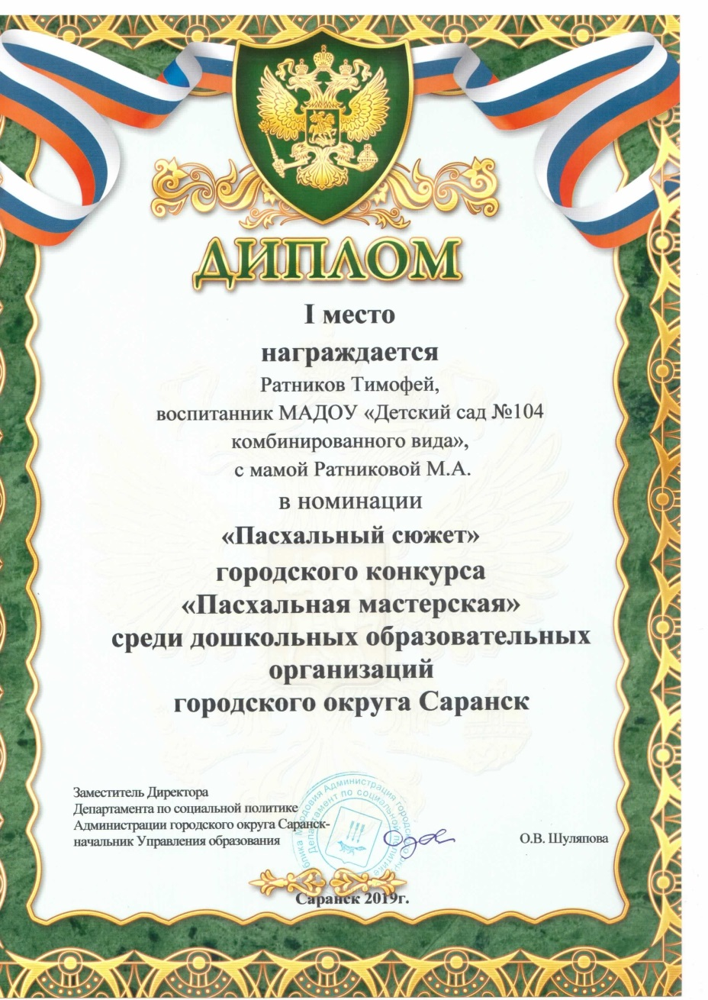 ДИПЛОМ
I место
награждается
Ратников Тимофей,
воспитанник МАДОУ «Детский сад №104
комбинированного вида»,
с мамой Ратниковой М.А.
в номинации
«Пасхальный сюжет»
городского конкурса
«Пасхальная мастерская»
среди дошкольных образовательных
организаций
городского округа Саранск
Заместитель Директора
Департамента по социальной политике
Администрации городского округа Саранск-
начальник Управления образования
О.В. Шуляпова
Мордовия Администрация городского
Департамент по социальной политике
Саранск 2019г.